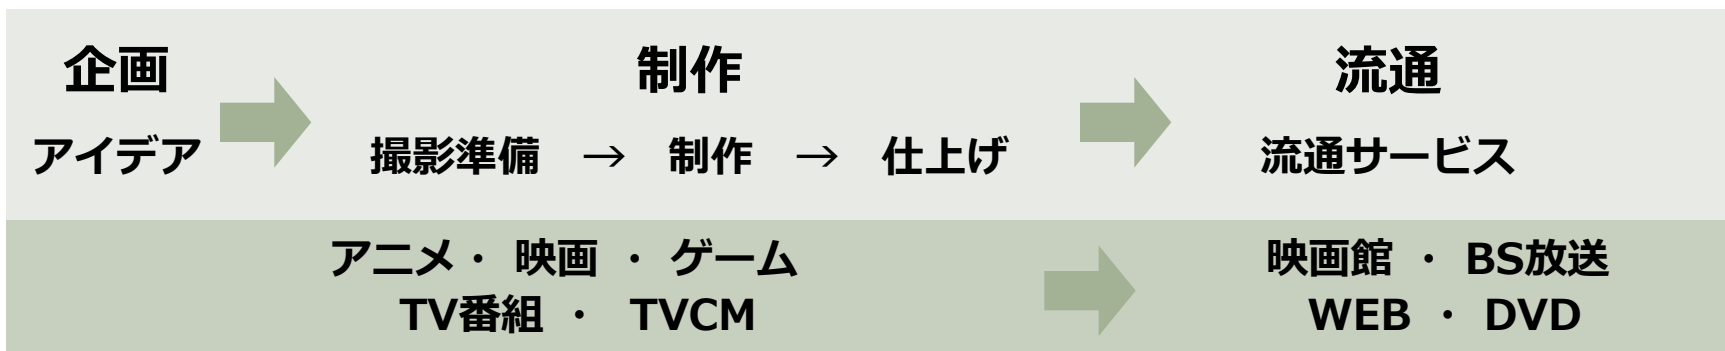 企画 制作 流通
アイデア 撮影準備 → 制作 → 仕上げ 流通サービス
アニメ・ 映画 ・ ゲーム 映画館 ・ BS放送
TV番組 ・ TVCM WEB ・ DVD